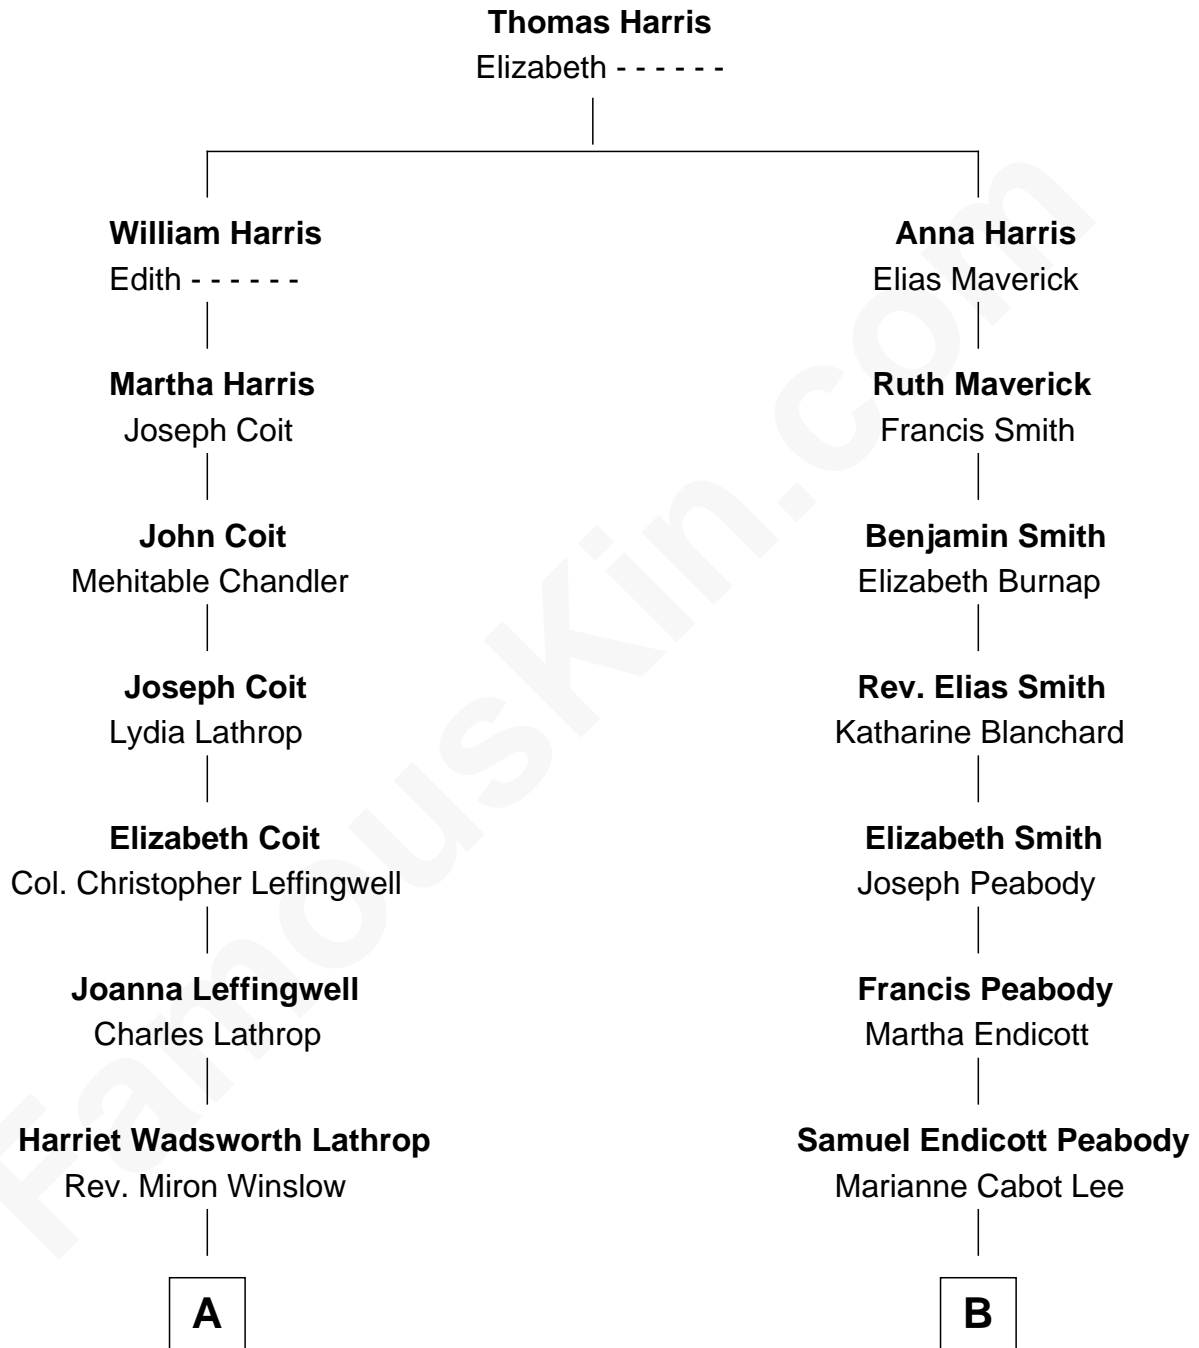 Thomas Harris
Elizabeth - - - - - -
William Harris
Edith - - - - - -
Anna Harris
Elias Maverick
Martha Harris
Joseph Coit
Ruth Maverick
Francis Smith
John Coit
Mehitable Chandler
Benjamin Smith
Elizabeth Burnap
Joseph Coit
Lydia Lathrop
Rev. Elias Smith
Katharine Blanchard
Elizabeth Coit
Col. Christopher Leffingwell
Elizabeth Smith
Joseph Peabody
Joanna Leffingwell
Charles Lathrop
Francis Peabody
Martha Endicott
Harriet Wadsworth Lathrop
Rev. Miron Winslow
Samuel Endicott Peabody
Marianne Cabot Lee
A
B
FamousKin.com